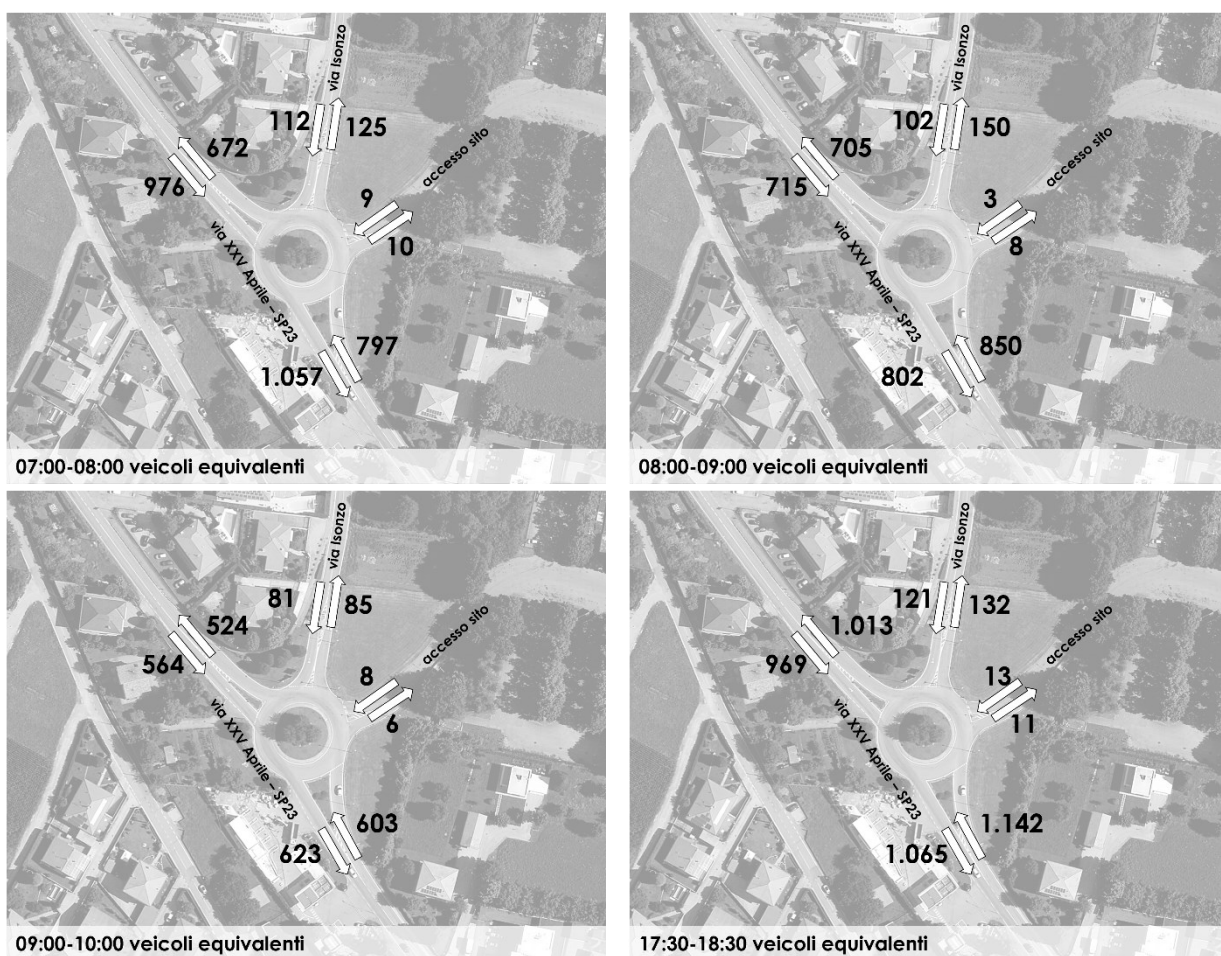 via Isonzo
112
125
672
976
accesso sito
9
10
via XXV Aprile – SP23
797
1.057
07:00-08:00 veicoli equivalenti
via Isonzo
102
150
705
715
accesso sito
3
8
via XXV Aprile – SP23
850
802
08:00-09:00 veicoli equivalenti
via Isonzo
81
85
524
564
accesso sito
8
6
via XXV Aprile – SP23
603
623
09:00-10:00 veicoli equivalenti
via Isonzo
121
132
1.013
969
accesso sito
13
11
via XXV Aprile – SP23
1.142
1.065
17:30-18:30 veicoli equivalenti